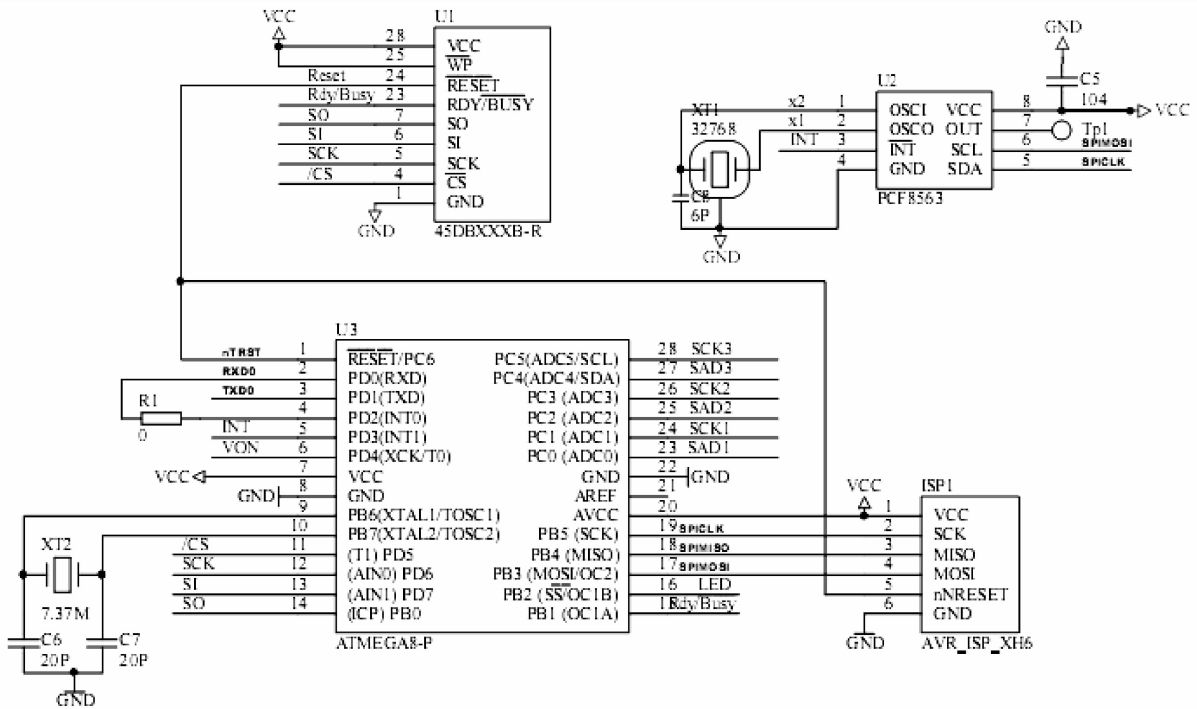 VCC
U1
28 VCC
25 WP
Reset 24 RESET
Rdy/Busy 23 RDY/BUSY
SO 7 SO
SI 6 SI
SCK 5 SCK
/CS 4 CS
1 GND
GND
45DBXXXB-R
GND
C5
104
U2
XT1
32768
x2 1 OSCI VCC 8 VCC
x1 2 OSCO OUT 7 Tp1
INT 3 INT SCL 6 SPIMOSI
4 GND SDA 5 SPICLK
PCF8563
C8
6P
GND
U3
nTRST 1 RESET/PC6 PC5(ADC5/SCL) 28 SCK3
RXD0 2 PD0(RXD) PC4(ADC4/SDA) 27 SAD3
TXD0 3 PD1(TXD) PC3 (ADC3) 26 SCK2
R1
0
4 PD2(INT0) PC2 (ADC2) 25 SAD2
INT 5 PD3(INT1) PC1 (ADC1) 24 SCK1
VON 6 PD4(XCK/T0) PC0 (ADC0) 23 SAD1
VCC 7 VCC GND 22 GND
GND 8 GND AREF 21
9 PB6(XTAL1/TOSC1) AVCC 20
10 PB7(XTAL2/TOSC2) PB5 (SCK) 19 SPICLK
/CS 11 (T1) PD5 PB4 (MISO) 18 SPIMISO
SCK 12 (AIN0) PD6 PB3 (MOSI/OC2) 17 SPIMOSI
SI 13 (AIN1) PD7 PB2 (SS/OC1B) 16 LED
SO 14 (ICP) PB0 PB1 (OC1A) 15 Rdy/Busy
ATMEGA8-P
XT2
7.37M
C6
20P
C7
20P
GND
VCC
ISP1
1 VCC
2 SCK
3 MISO
4 MOSI
5 nNRESET
6 GND
GND
AVR_ISP_XH6